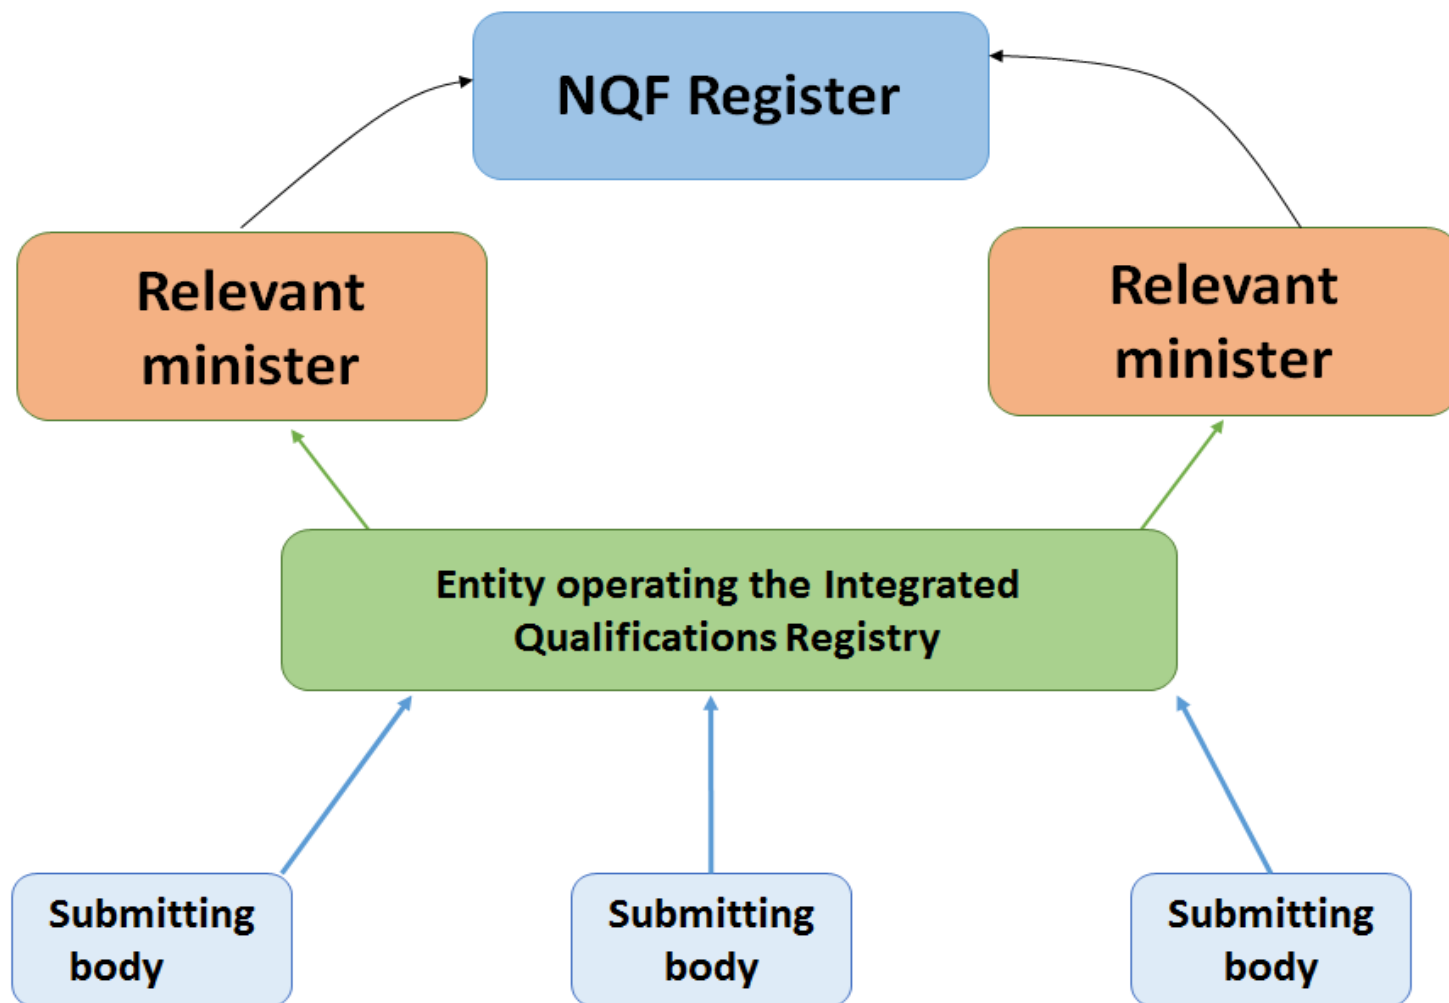 NQF Register
Relevant
minister
Relevant
minister
Entity operating the Integrated
Qualifications Registry
Submitting
body
Submitting
body
Submitting
body